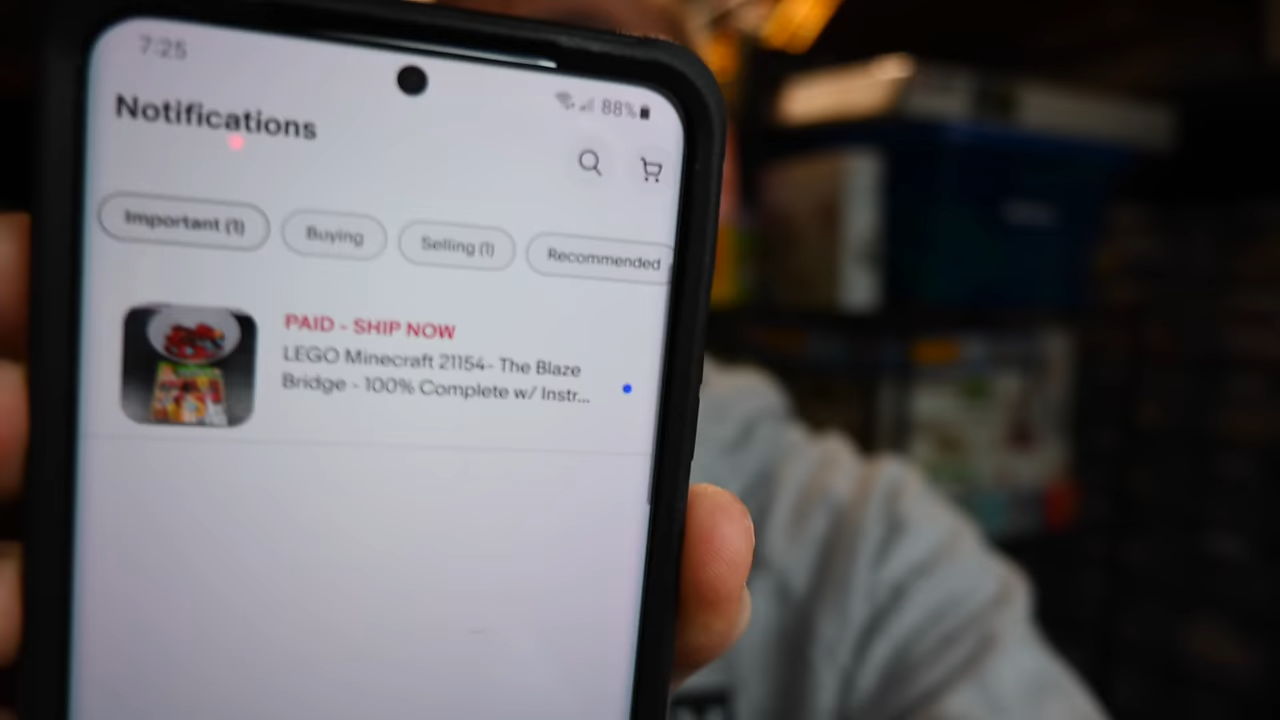 7:25
88%
Notifications
Important (1)
Buying
Selling (1)
Recommended
PAID - SHIP NOW
LEGO Minecraft 21154- The Blaze
Bridge - 100% Complete w/ Instr...